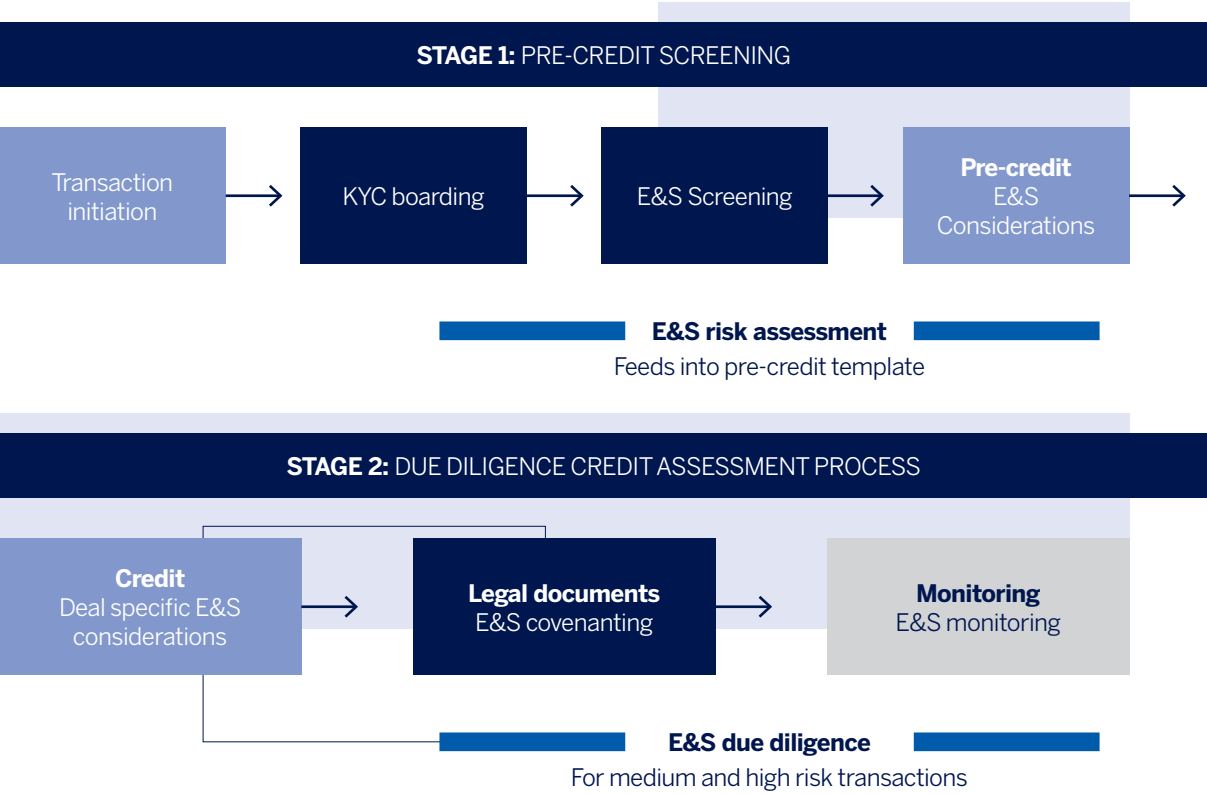 STAGE 1: PRE-CREDIT SCREENING
Transaction
initiation
KYC boarding
E&S Screening
Pre-credit
E&S
Considerations
E&S risk assessment
Feeds into pre-credit template
STAGE 2: DUE DILIGENCE CREDIT ASSESSMENT PROCESS
Credit
Deal specific E&S
considerations
Legal documents
E&S covenanting
Monitoring
E&S monitoring
E&S due diligence
For medium and high risk transactions